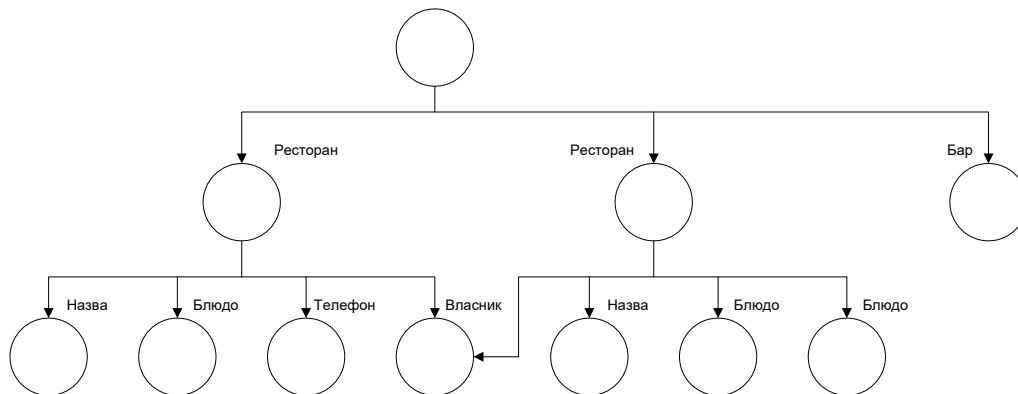 Ресторан
Ресторан
Бар
Назва
Блюдо
Телефон
Власник
Назва
Блюдо
Блюдо